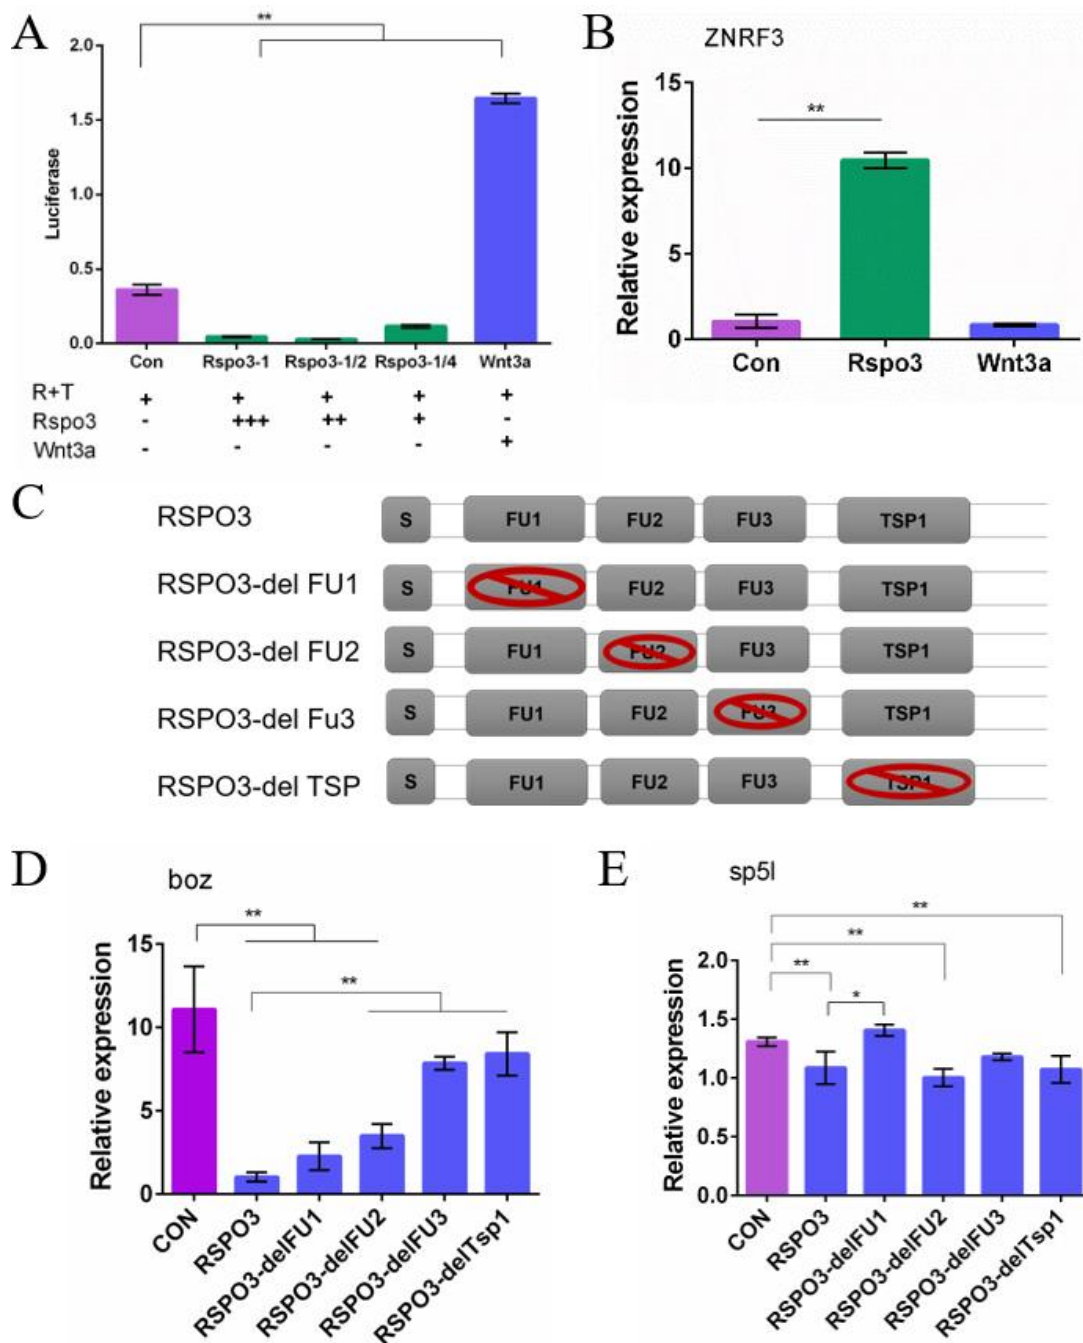 A
**
2.0
1.5
1.0
0.5
0.0
Luciferase
Con Rspo3-1 Rspo3-1/2 Rspo3-1/4 Wnt3a
R+T + + + + +
Rspo3 - +++ ++ + -
Wnt3a - - - - +
B
ZNRF3
**
15
10
5
0
Relative expression
Con Rspo3 Wnt3a
C
RSPO3 S FU1 FU2 FU3 TSP1
RSPO3-del FU1 S FU1 FU2 FU3 TSP1
RSPO3-del FU2 S FU1 FU2 FU3 TSP1
RSPO3-del Fu3 S FU1 FU2 FU3 TSP1
RSPO3-del TSP S FU1 FU2 FU3 TSP1
D
boz
**
**
15
10
5
0
Relative expression
CON
RSPO3
RSPO3-delFU1
RSPO3-delFU2
RSPO3-delFU3
RSPO3-delTsp1
E
sp5l
**
**
**
*
2.0
1.5
1.0
0.5
0.0
Relative expression
CON
RSPO3
RSPO3-delFU1
RSPO3-delFU2
RSPO3-delFU3
RSPO3-delTsp1